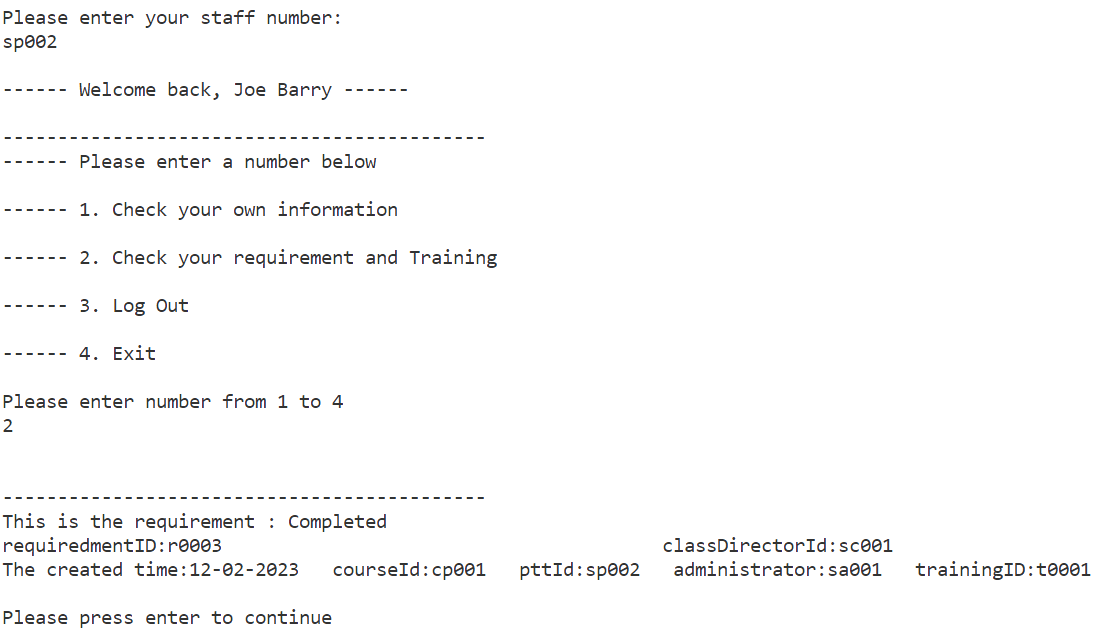 Please enter your staff number:
sp002
------ Welcome back, Joe Barry ------
--------------------------------------------
------ Please enter a number below
------ 1. Check your own information
------ 2. Check your requirement and Training
------ 3. Log Out
------ 4. Exit
Please enter number from 1 to 4
2
--------------------------------------------
This is the requirement : Completed
requiredmentID:r0003                                        classDirectorId:sc001
The created time:12-02-2023   courseId:cp001   pttId:sp002   administrator:sa001   trainingID:t0001
Please press enter to continue